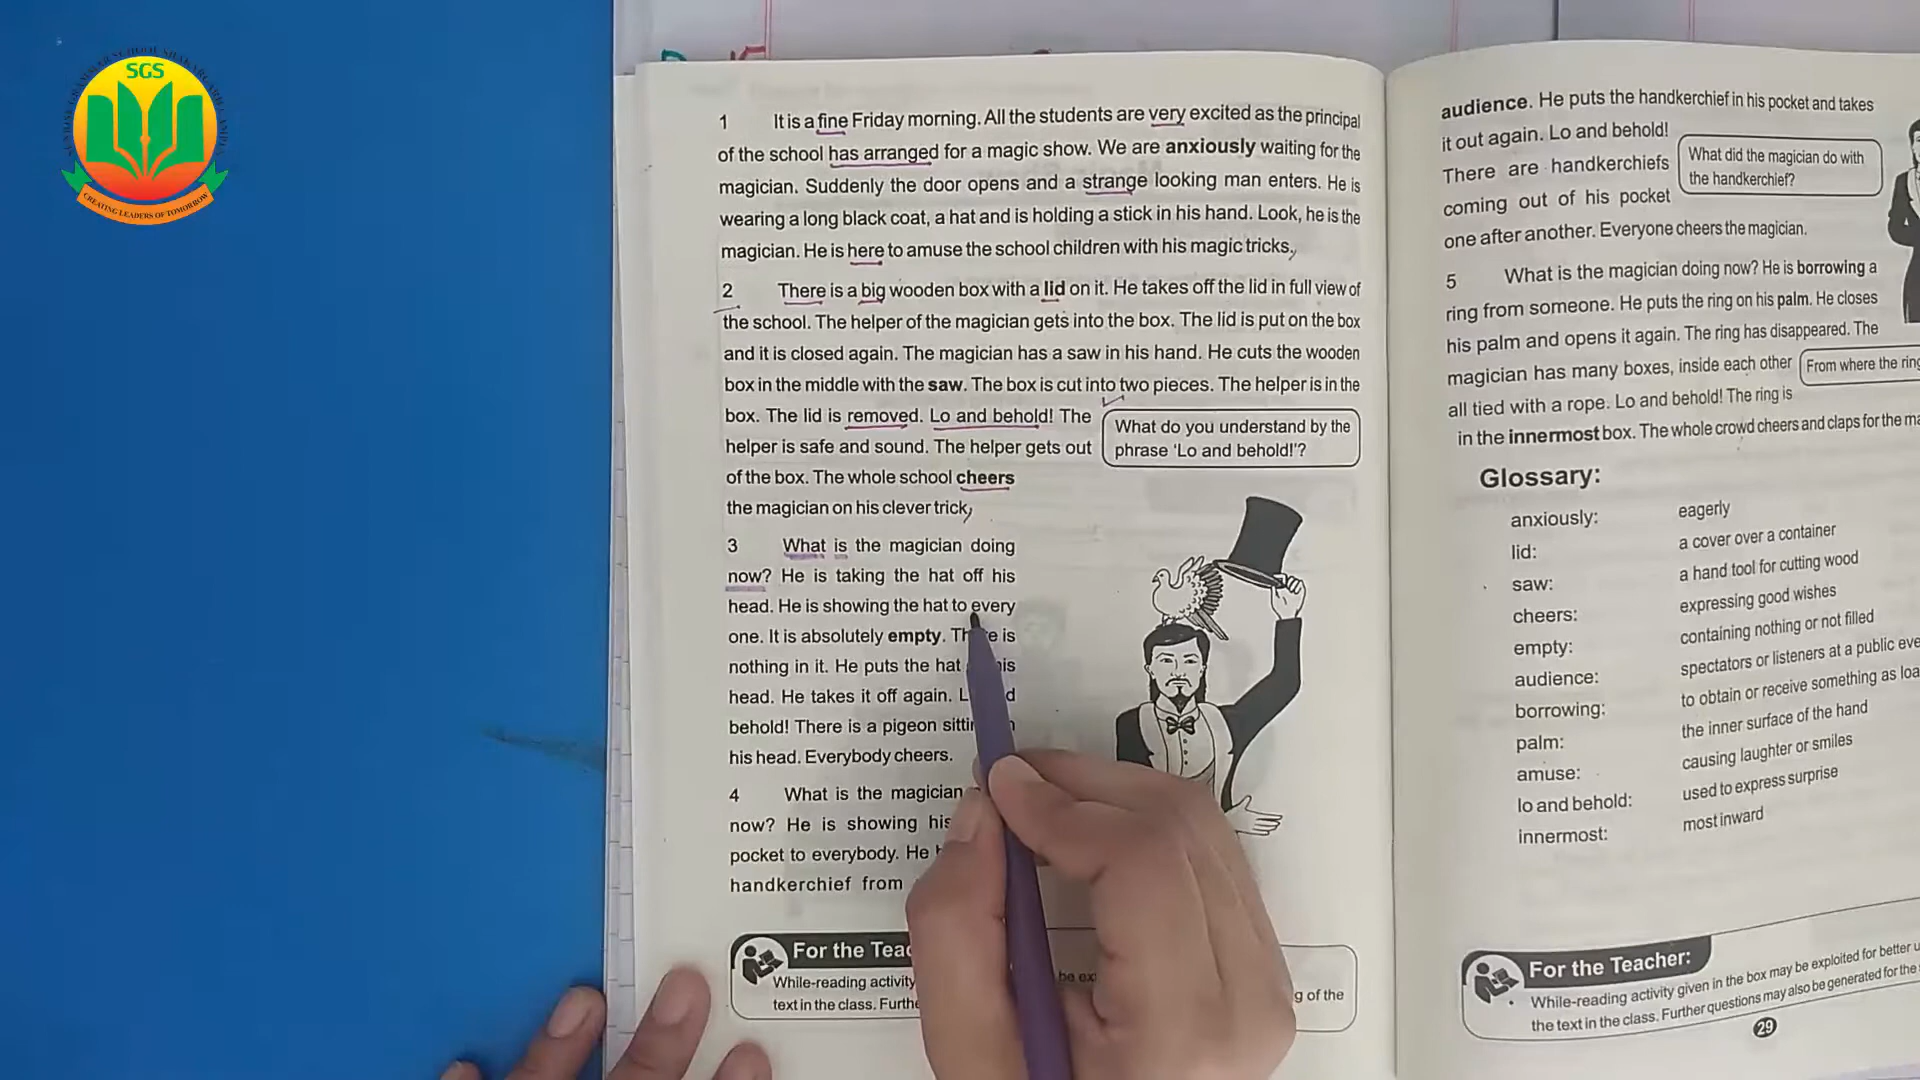 SGS
CREATING LEADERS OF TOMORROW
1 It is a fine Friday morning. All the students are very excited as the principal
of the school has arranged for a magic show. We are anxiously waiting for the
magician. Suddenly the door opens and a strange looking man enters. He is
wearing a long black coat, a hat and is holding a stick in his hand. Look, he is the
magician. He is here to amuse the school children with his magic tricks.
2 There is a big wooden box with a lid on it. He takes off the lid in full view of
the school. The helper of the magician gets into the box. The lid is put on the box
and it is closed again. The magician has a saw in his hand. He cuts the wooden
box in the middle with the saw. The box is cut into two pieces. The helper is in the
box. The lid is removed. Lo and behold! The
helper is safe and sound. The helper gets out
of the box. The whole school cheers
the magician on his clever trick.
What do you understand by the
phrase 'Lo and behold!'?
3 What is the magician doing
now? He is taking the hat off his
head. He is showing the hat to every
one. It is absolutely empty. is
nothing in it. He puts the hat his
head. He takes it off again.
behold! There is a pigeon
his head. Everybody cheers.
4 What is the magician
now? He is showing his
pocket to everybody. He
handkerchief from
For the
While-reading activity be
text in the class. g of the
audience. He puts the handkerchief in his pocket and takes
it out again. Lo and behold!
There are handkerchiefs
coming out of his pocket
one after another. Everyone cheers the magician.
What did the magician do with
the handkerchief?
5 What is the magician doing now? He is borrowing a
ring from someone. He puts the ring on his palm. He closes
his palm and opens it again. The ring has disappeared. The
magician has many boxes, inside each other
all tied with a rope. Lo and behold! The ring is
in the innermost box. The whole crowd cheers and claps for the
From where the ring
Glossary:
anxiously: eagerly
lid: a cover over a container
saw: a hand tool for cutting wood
cheers: expressing good wishes
empty: containing nothing or not filled
audience: spectators or listeners at a public
borrowing: to obtain or receive something as
palm: the inner surface of the hand
amuse: causing laughter or smiles
lo and behold: used to express surprise
innermost: most inward
For the Teacher:
While-reading activity given in the box may be exploited for better
the text in the class. Further questions may also be generated for the
29